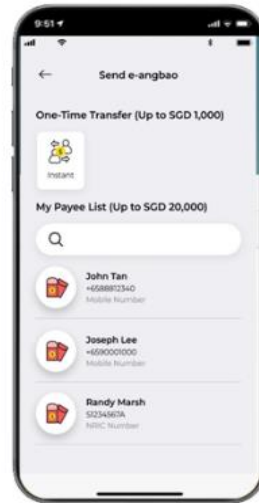 9:51
Send e-angbao
One-Time Transfer (Up to SGD 1,000)
Instant
My Payee List (Up to SGD 20,000)
John Tan
+6588812340
Mobile Number
Joseph Lee
+6590001000
Mobile Number
Randy Marsh
S1234567A
NRIC Number